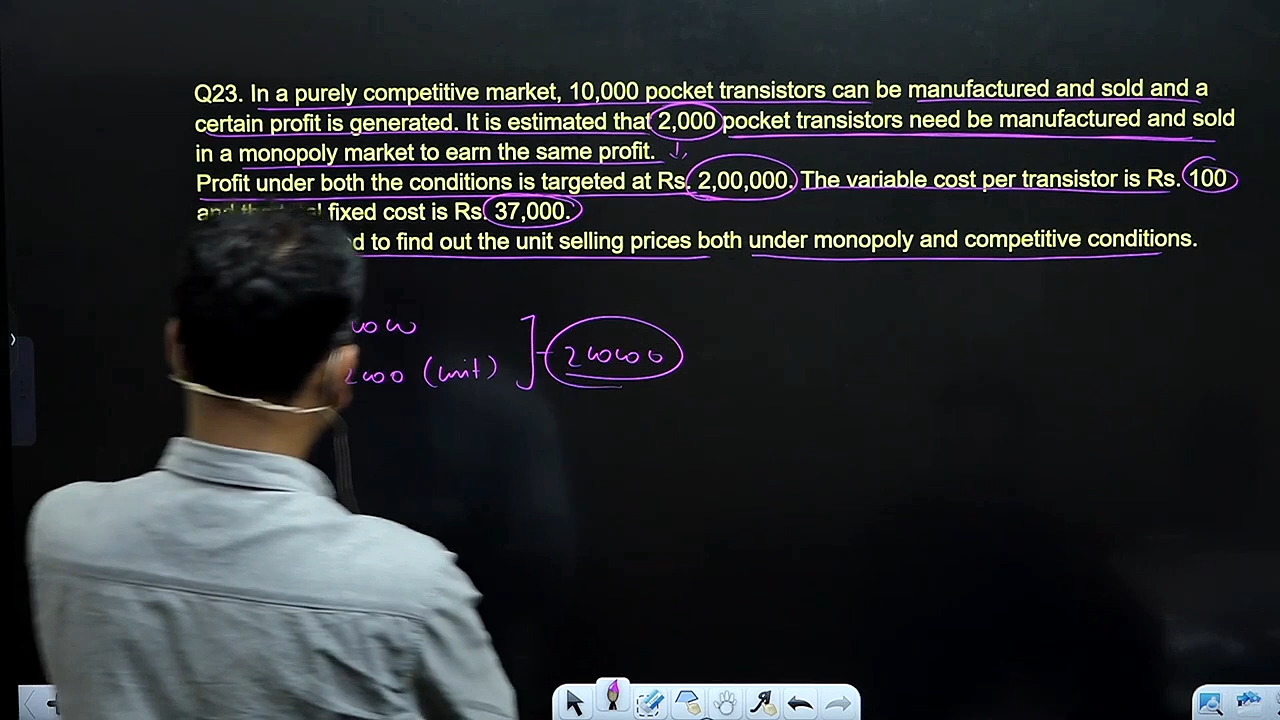 Q23. In a purely competitive market, 10,000 pocket transistors can be manufactured and sold and a
certain profit is generated. It is estimated that 2,000 pocket transistors need be manufactured and sold
in a monopoly market to earn the same profit.
Profit under both the conditions is targeted at Rs. 2,00,000. The variable cost per transistor is Rs. 100
fixed cost is Rs. 37,000.
to find out the unit selling prices both under monopoly and competitive conditions.
2000 (unit)
200000